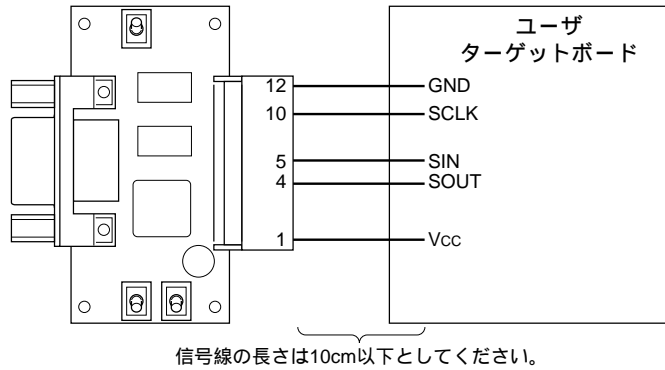 ユーザ
ターゲットボード
12 GND
10 SCLK
5 SIN
4 SOUT
1 Vcc
信号線の長さは10cm以下としてください。